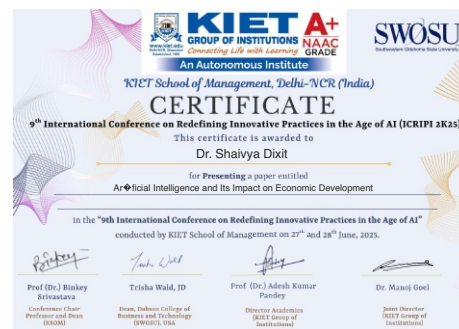 www.kiet.edu
KIET
GROUP OF INSTITUTIONS
Connecting Life with Learning
A+
NAAC
GRADE
SWOSU
Southwestern Oklahoma State University
An Autonomous Institute
KIET School of Management, Delhi-NCR (India)
CERTIFICATE
9th International Conference on Redefining Innovative Practices in the Age of AI (ICRIPI 2K25)
This certificate is awarded to
Dr. Shaivya Dixit
for Presenting a paper entitled
Ar�ficial Intelligence and Its Impact on Economic Development
in the "9th International Conference on Redefining Innovative Practices in the Age of AI"
conducted by KIET School of Management on 27th and 28th June, 2025.
Prof (Dr.) Binkey
Srivastava
Conference Chair
Professor and Dean
(KSOM)
Trisha Wald, JD
Dean, Dobson College of
Business and Technology
(SWOSU), USA
Prof. (Dr.) Adesh Kumar
Pandey
Director Academics
(KIET Group of
Institutions)
Dr. Manoj Goel
Joint Director
(KIET Group of
Institutions)